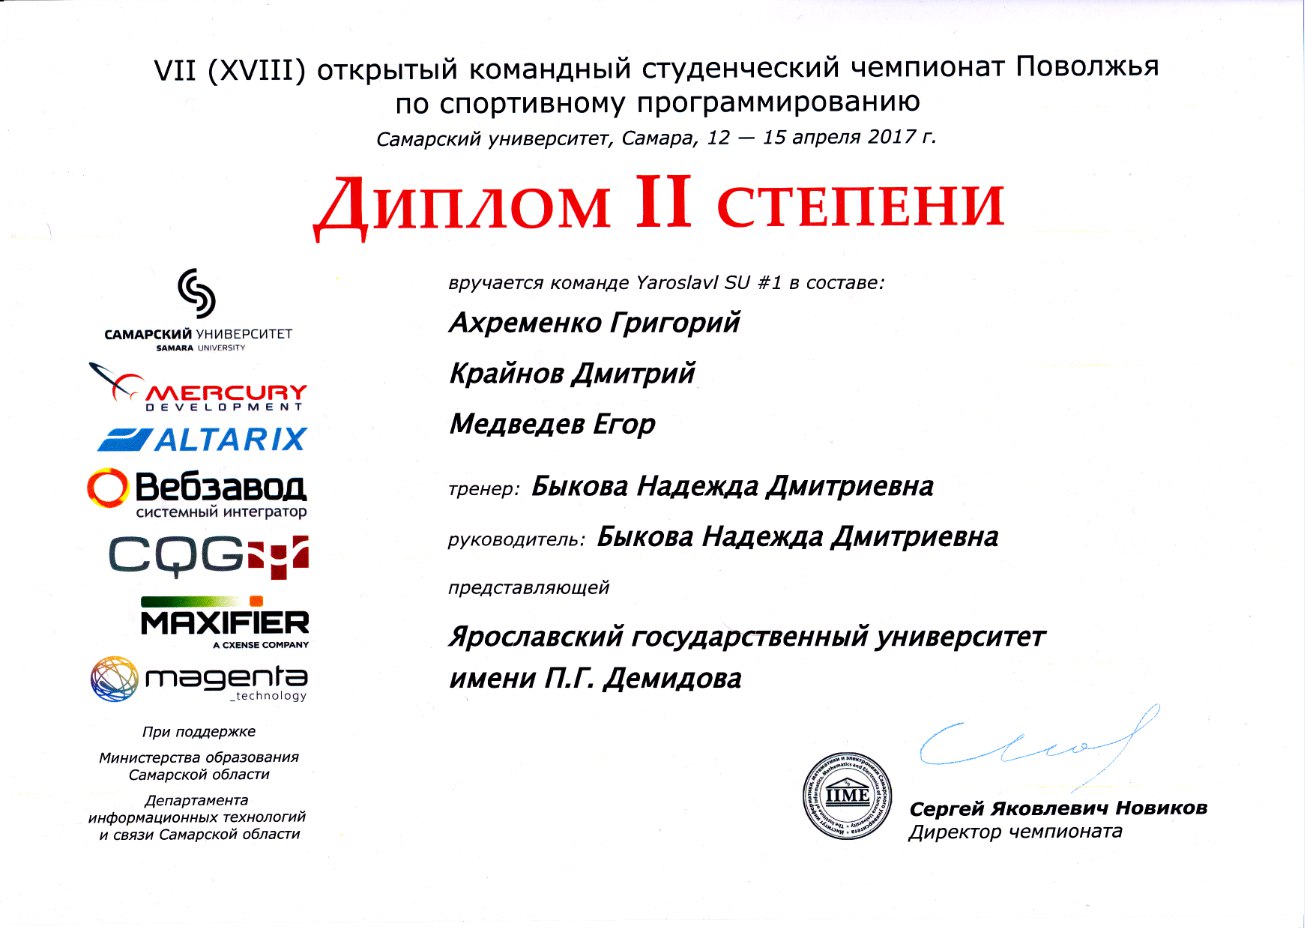 VII (XVIII) открытый командный студенческий чемпионат Поволжья
по спортивному программированию
Самарский университет, Самара, 12 — 15 апреля 2017 г.
Диплом II степени
САМАРСКИЙ УНИВЕРСИТЕТ
SAMARA UNIVERSITY
MERCURY
DEVELOPMENT
ALTARIX
Вебзавод
системный интегратор
CQG
MAXIFIER
A CXENSE COMPANY
magenta
_technology
При поддержке
Министерства образования
Самарской области
Департамента
информационных технологий
и связи Самарской области
вручается команде Yaroslavl SU #1 в составе:
Ахременко Григорий
Крайнов Дмитрий
Медведев Егор
тренер: Быкова Надежда Дмитриевна
руководитель: Быкова Надежда Дмитриевна
представляющей
Ярославский государственный университет
имени П.Г. Демидова
IIME
Сергей Яковлевич Новиков
Директор чемпионата